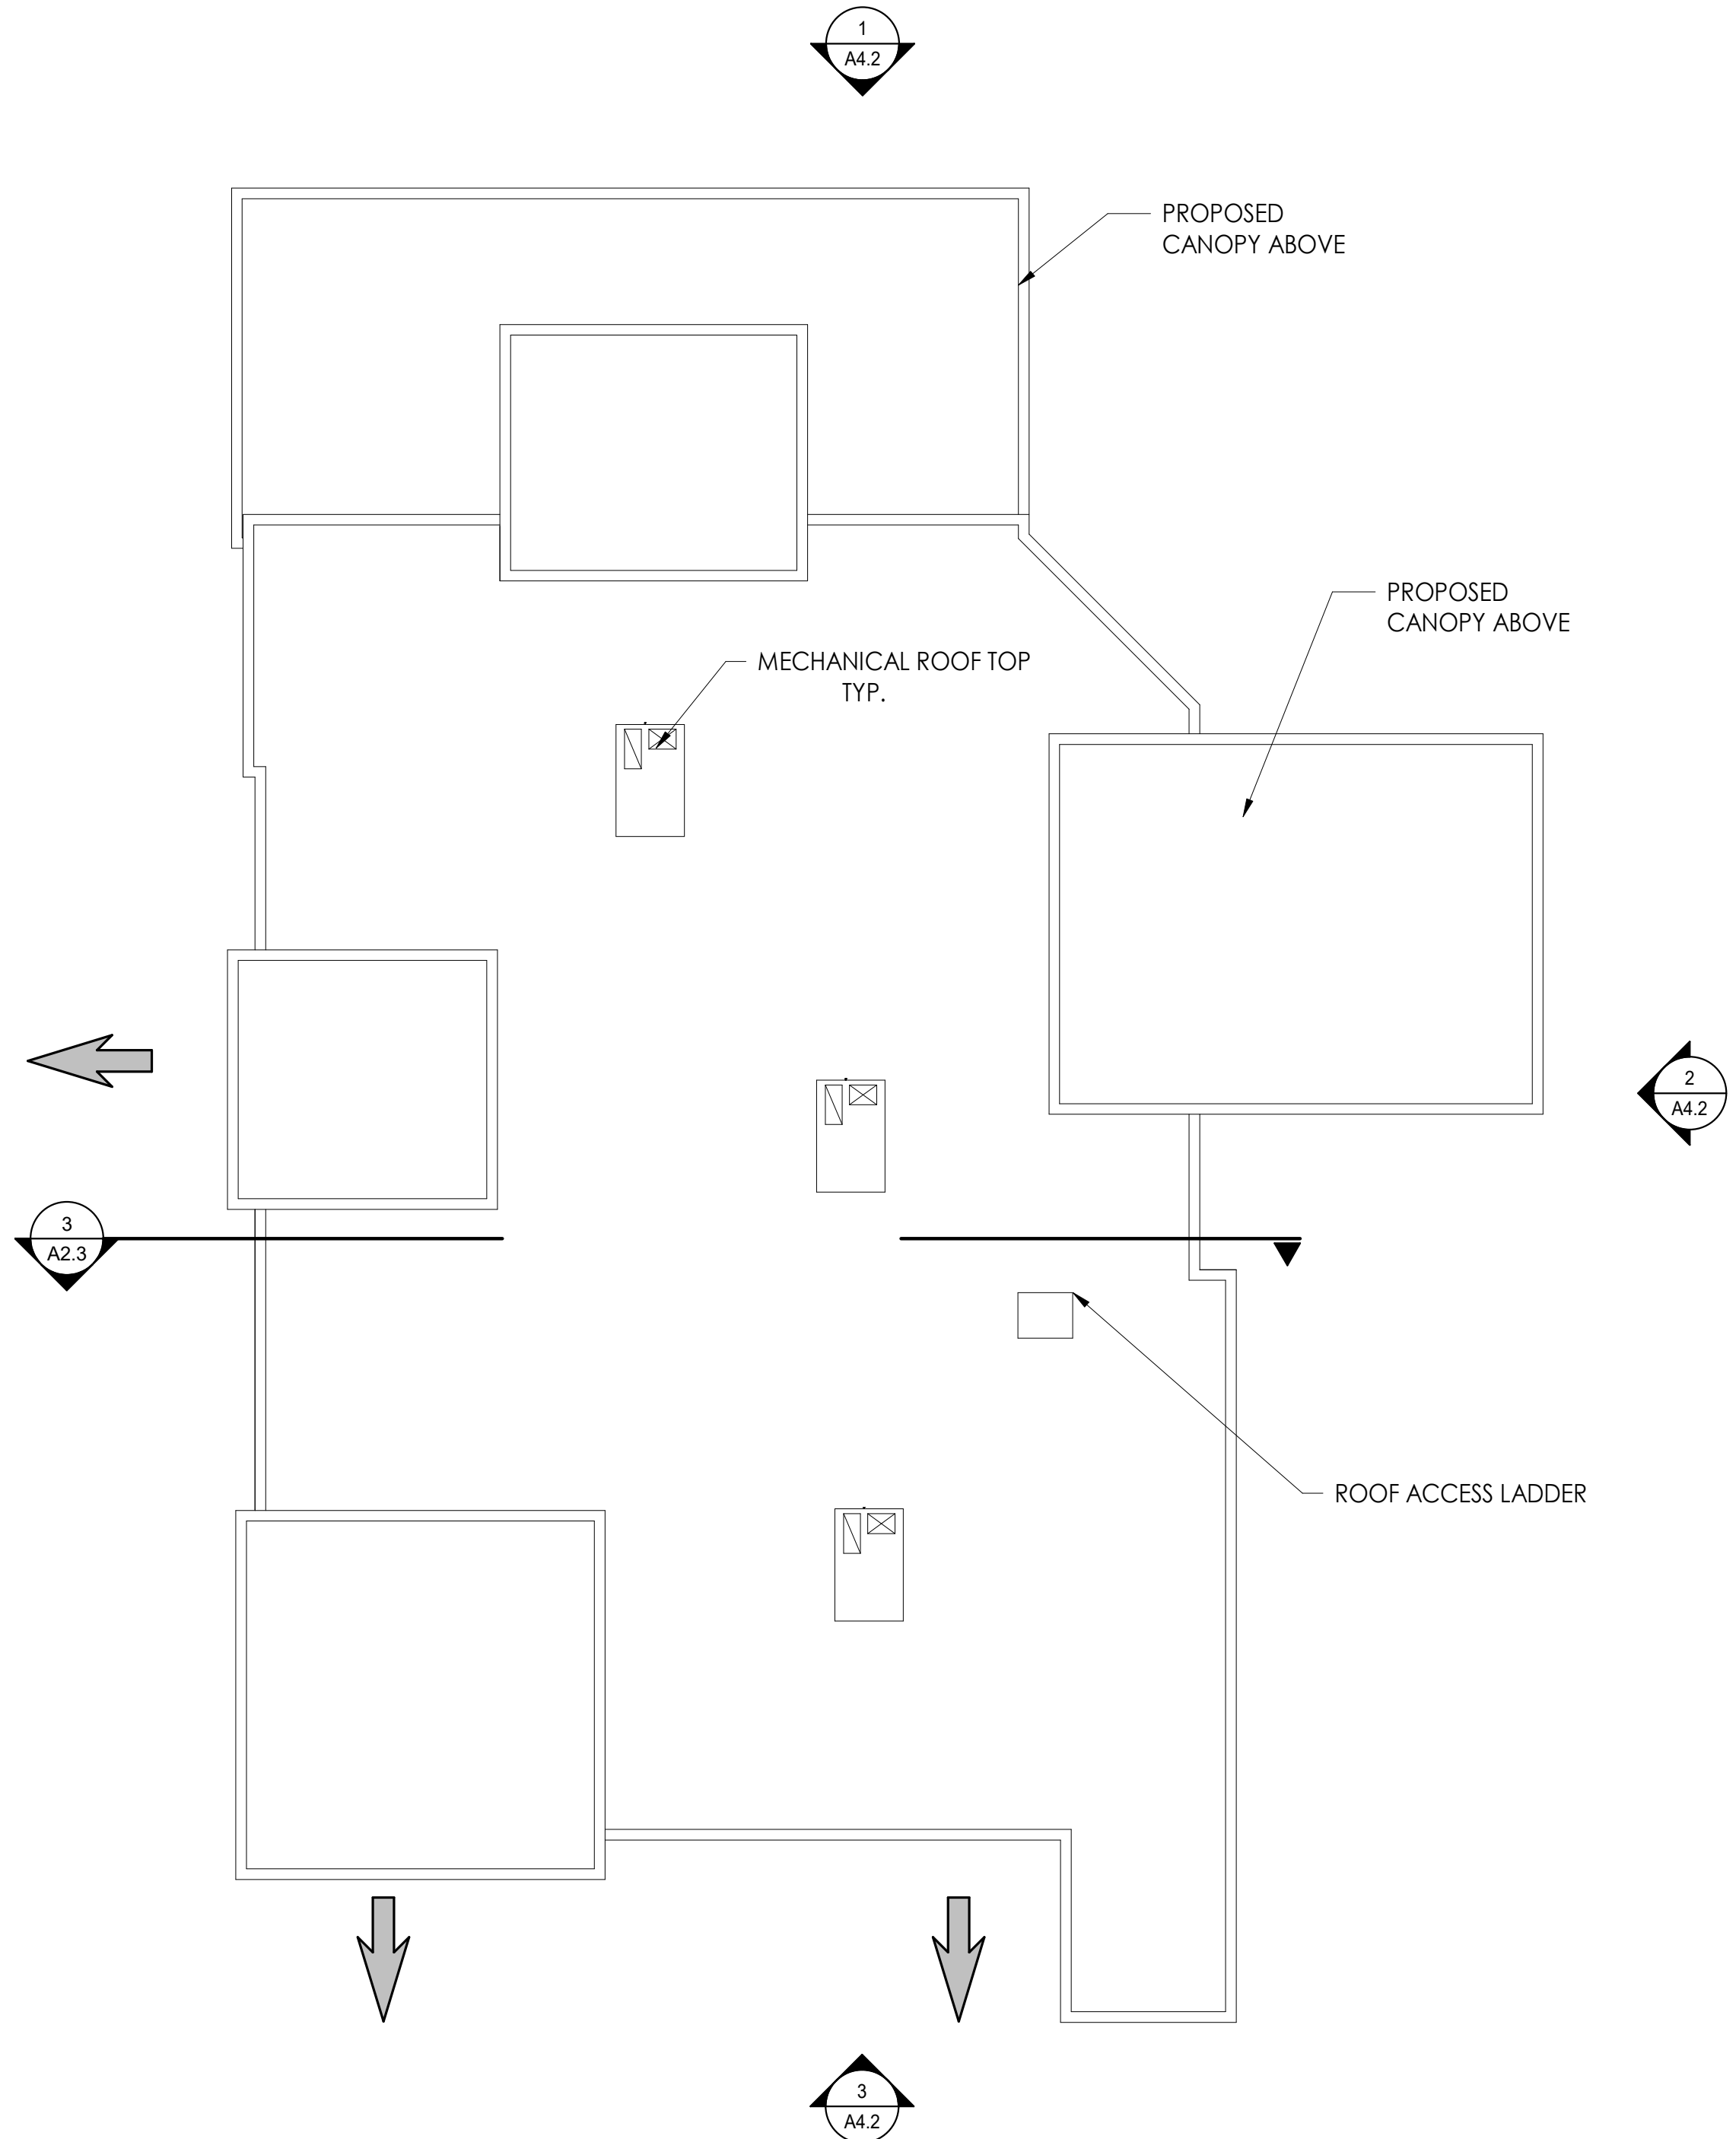 1
A4.2
PROPOSED
CANOPY ABOVE
PROPOSED
CANOPY ABOVE
MECHANICAL ROOF TOP
TYP.
2
A4.2
3
A2.3
ROOF ACCESS LADDER
3
A4.2